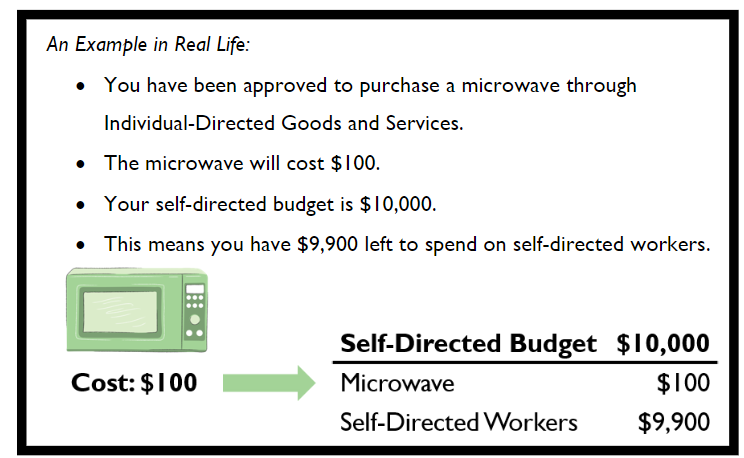 An Example in Real Life:
• You have been approved to purchase a microwave through
Individual-Directed Goods and Services.
• The microwave will cost $100.
• Your self-directed budget is $10,000.
• This means you have $9,900 left to spend on self-directed workers.
Self-Directed Budget $10,000
Cost: $100 Microwave $100
Self-Directed Workers $9,900